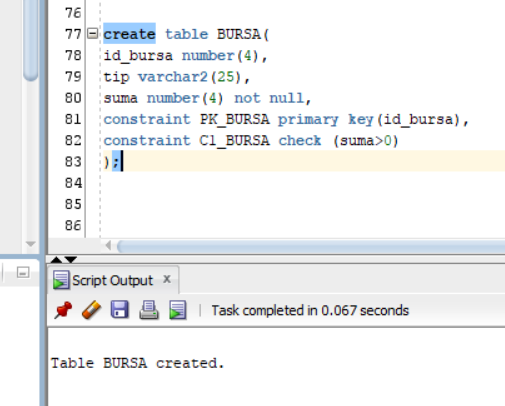 76
77 create table BURSA(
78 id_bursa number(4),
79 tip varchar2(25),
80 suma number(4) not null,
81 constraint PK_BURSA primary key(id_bursa),
82 constraint C1_BURSA check (suma>0)
83 );
84
85
86
Script Output x
Task completed in 0.067 seconds
Table BURSA created.